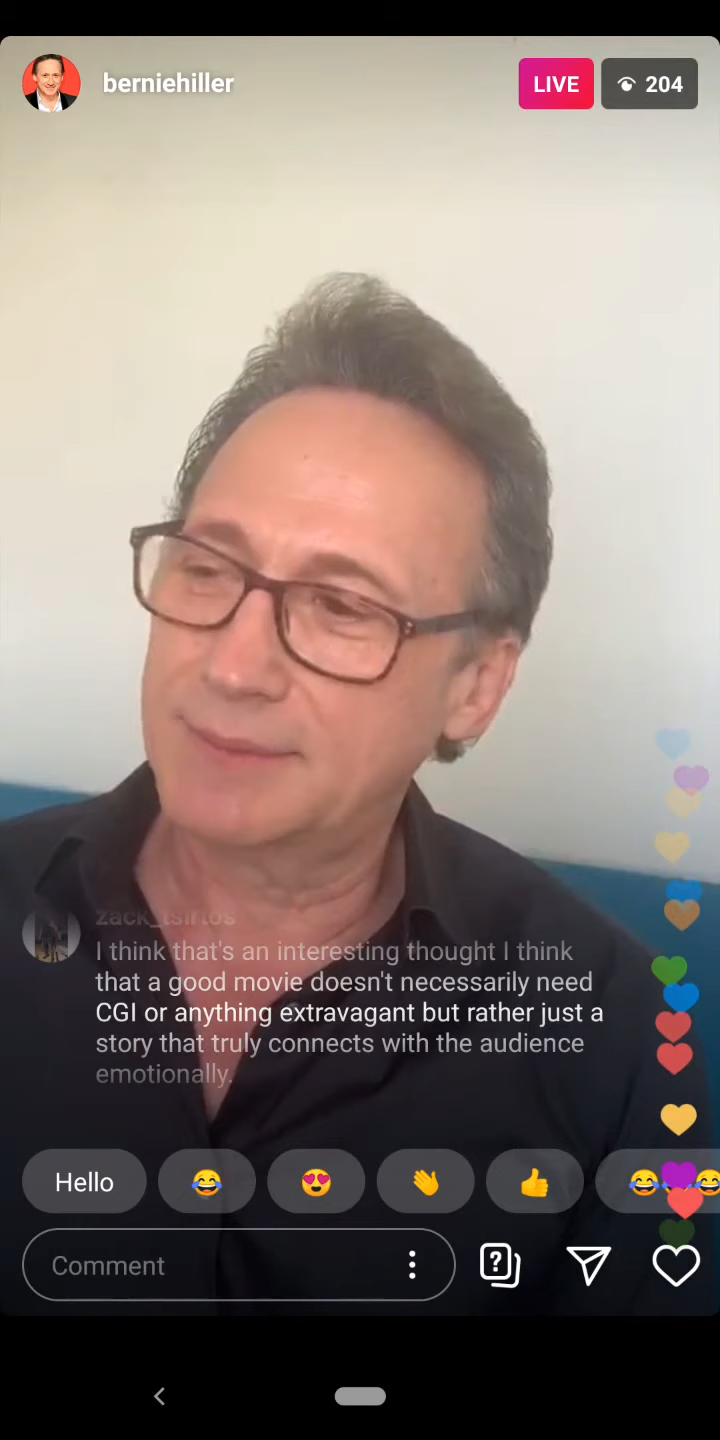 berniehiller
LIVE
204
zack_tsirtos
I think that's an interesting thought I think
that a good movie doesn't necessarily need
CGI or anything extravagant but rather just a
story that truly connects with the audience
emotionally.
Hello
Comment